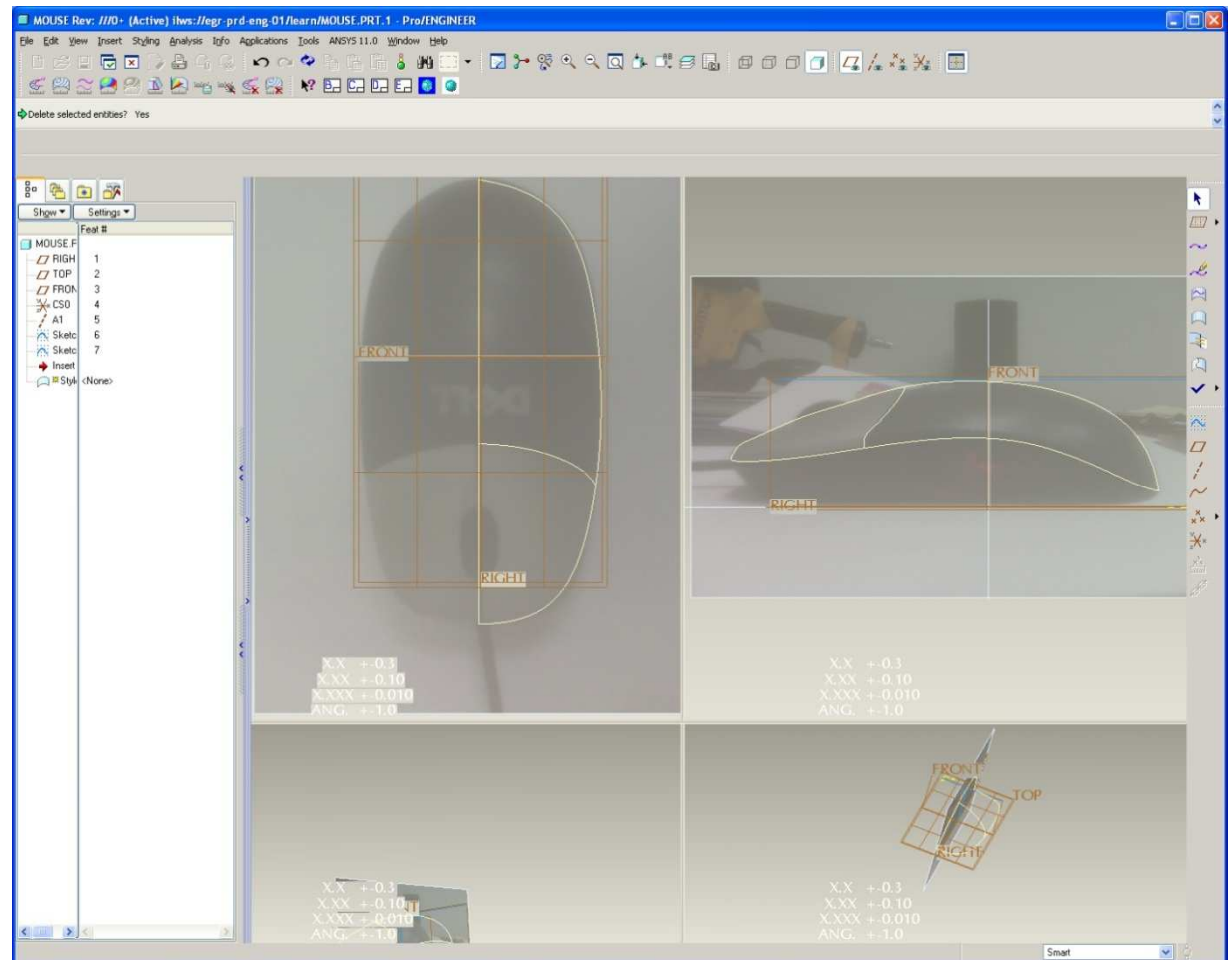 MOUSE Rev: ///0+ (Active) ilws://egr-prd-eng-01/learn/MOUSE.PRT.1 - Pro/ENGINEER
File Edit View Insert Styling Analysis Info Applications Tools ANSYS 11.0 Window Help
Delete selected entities? Yes
Show Settings
Feat #
MOUSE.F
RIGH 1
TOP 2
FRON 3
CS0 4
A1 5
Sketc 6
Sketc 7
Insert
Styl <None>
FRONT
DELL
RIGHT
X.X +-0.3
X.XX +-0.10
X.XXX +-0.010
ANG. +-1.0
FRONT
RIGHT
X.X +-0.3
X.XX +-0.10
X.XXX +-0.010
ANG. +-1.0
X.X +-0.3
X.XX +-0.10
X.XXX +-0.010
ANG. +-1.0
FRONT
TOP
RIGHT
X.X +-0.3
X.XX +-0.10
X.XXX +-0.010
ANG. +-1.0
Smart